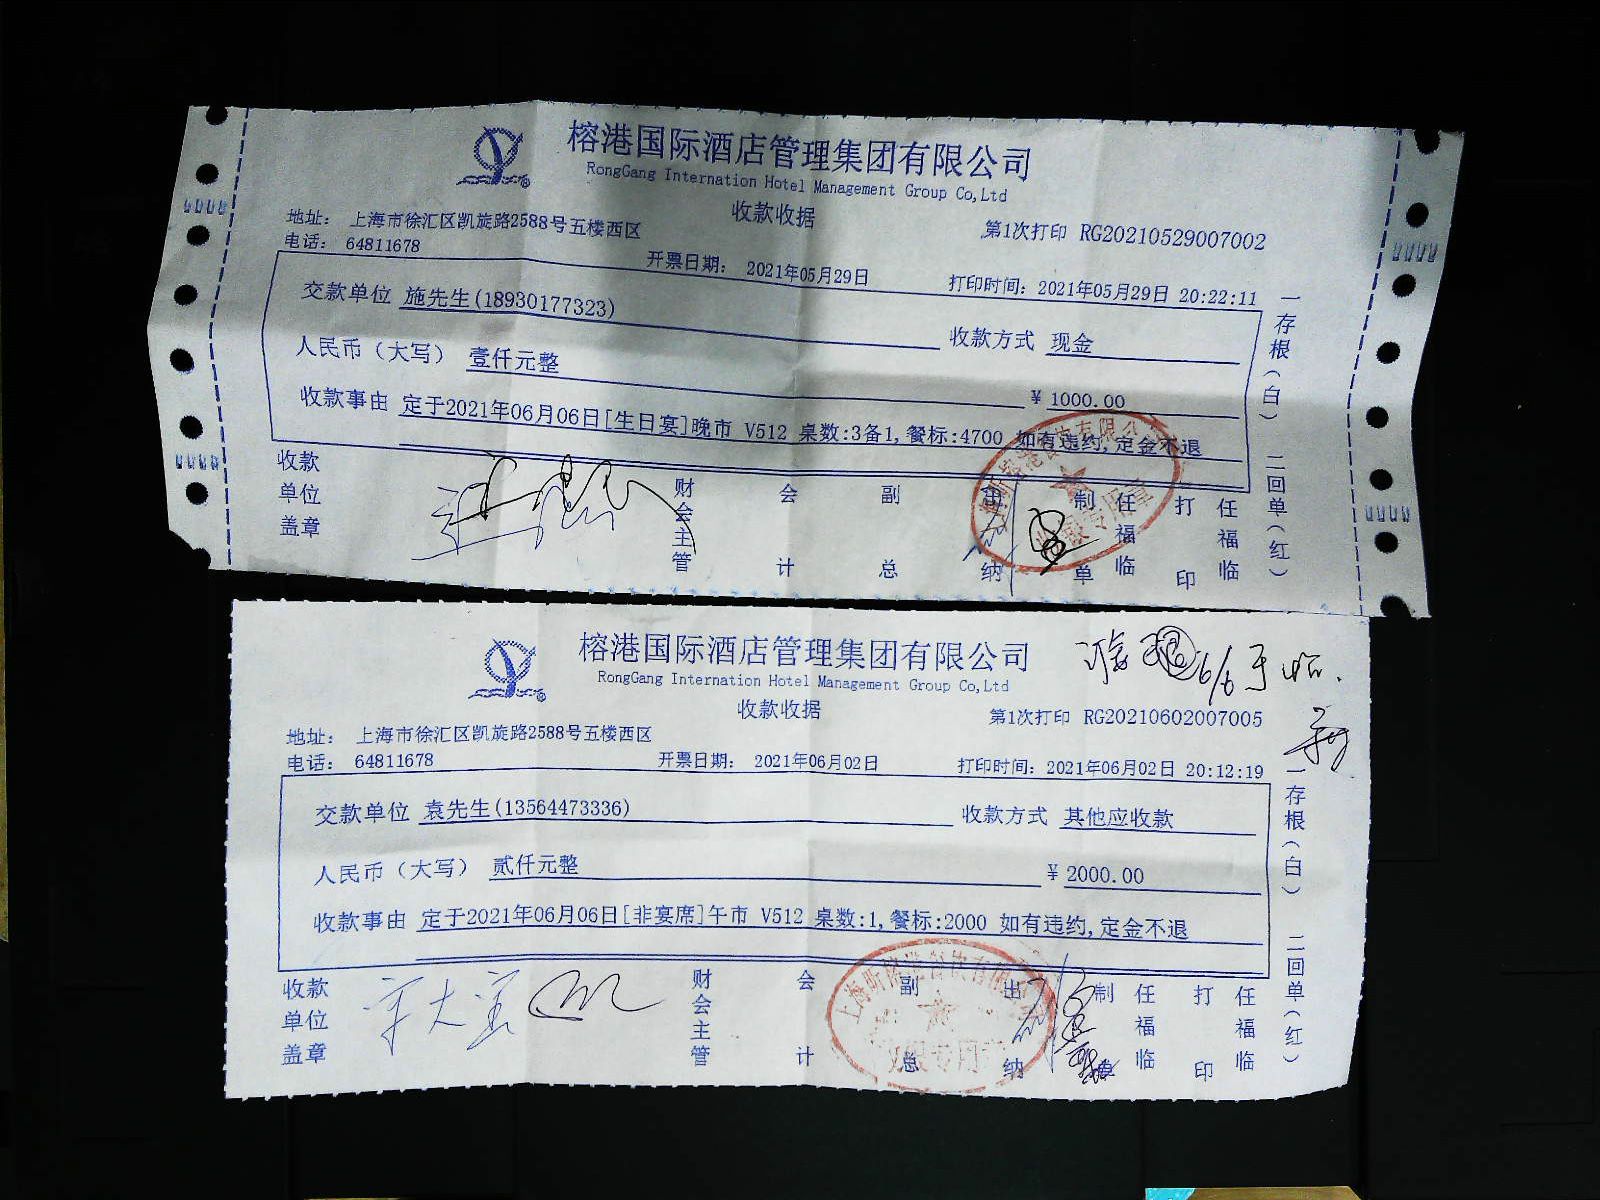 榕港国际酒店管理集团有限公司
RongGang Internation Hotel Management Group Co,Ltd
收款收据
地址： 上海市徐汇区凯旋路2588号五楼西区
第1次打印 RG20210529007002
电话： 64811678
开票日期： 2021年05月29日
打印时间：2021年05月29日 20:22:11
交款单位 施先生(18930177323)
收款方式 现金
人民币（大写） 壹仟元整
￥ 1000.00
收款事由 定于2021年06月06日[生日宴]晚市 V512 桌数:3备1,餐标:4700 如有违约,定金不退
收款单位盖章
财会主管
会计
副总
出纳
制单
任福临
打印
任福临
一存根(白)
二回单(红)
榕港国际酒店管理集团有限公司
RongGang Internation Hotel Management Group Co,Ltd
6/6
收款收据
地址： 上海市徐汇区凯旋路2588号五楼西区
第1次打印 RG20210602007005
电话： 64811678
开票日期： 2021年06月02日
打印时间：2021年06月02日 20:12:19
交款单位 袁先生(13564473336)
收款方式 其他应收款
人民币（大写） 贰仟元整
￥ 2000.00
收款事由 定于2021年06月06日[非宴席]午市 V512 桌数:1,餐标:2000 如有违约,定金不退
收款单位盖章
财会主管
会计
副总
出纳
制单
任福临
打印
任福临
一存根(白)
二回单(红)